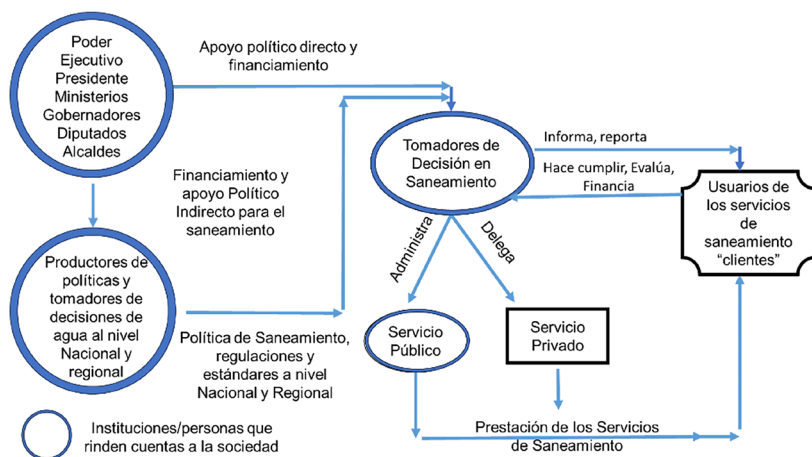 Poder
Ejecutivo
Presidente
Ministerios
Gobernadores
Diputados
Alcaldes
Apoyo político directo y
financiamiento
Financiamiento y
apoyo Político
Indirecto para el
saneamiento
Productores de
políticas y
tomadores de
decisiones de
agua al nivel
Nacional y
regional
Política de Saneamiento,
regulaciones y
estándares a nivel
Nacional y Regional
Instituciones/personas que
rinden cuentas a la sociedad
Tomadores de
Decisión en
Saneamiento
Informa, reporta
Hace cumplir, Evalúa,
Financia
Usuarios de
los servicios
de
saneamiento
“clientes”
Administra
Delega
Servicio
Público
Servicio
Privado
Prestación de los Servicios
de Saneamiento